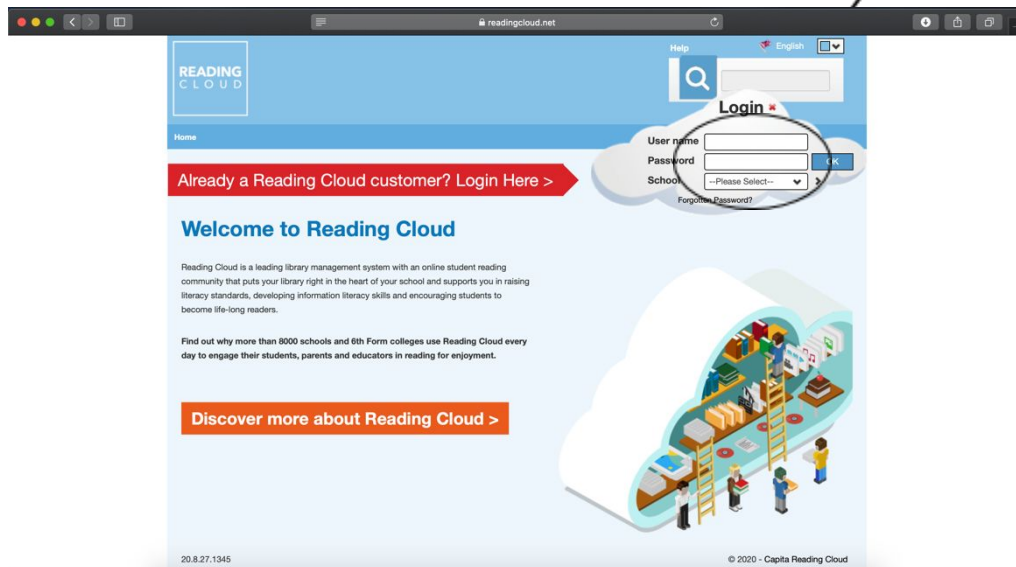 readingcloud.net
READING
CLOUD
Help
English
Login
Home
User name
Password
OK
School
--Please Select--
Forgotten Password?
Already a Reading Cloud customer? Login Here >
Welcome to Reading Cloud
Reading Cloud is a leading library management system with an online student reading
community that puts your library right in the heart of your school and supports you in raising
literacy standards, developing information literacy skills and encouraging students to
become life-long readers.
Find out why more than 8000 schools and 6th Form colleges use Reading Cloud every
day to engage their students, parents and educators in reading for enjoyment.
Discover more about Reading Cloud >
20.8.27.1345
© 2020 - Capita Reading Cloud